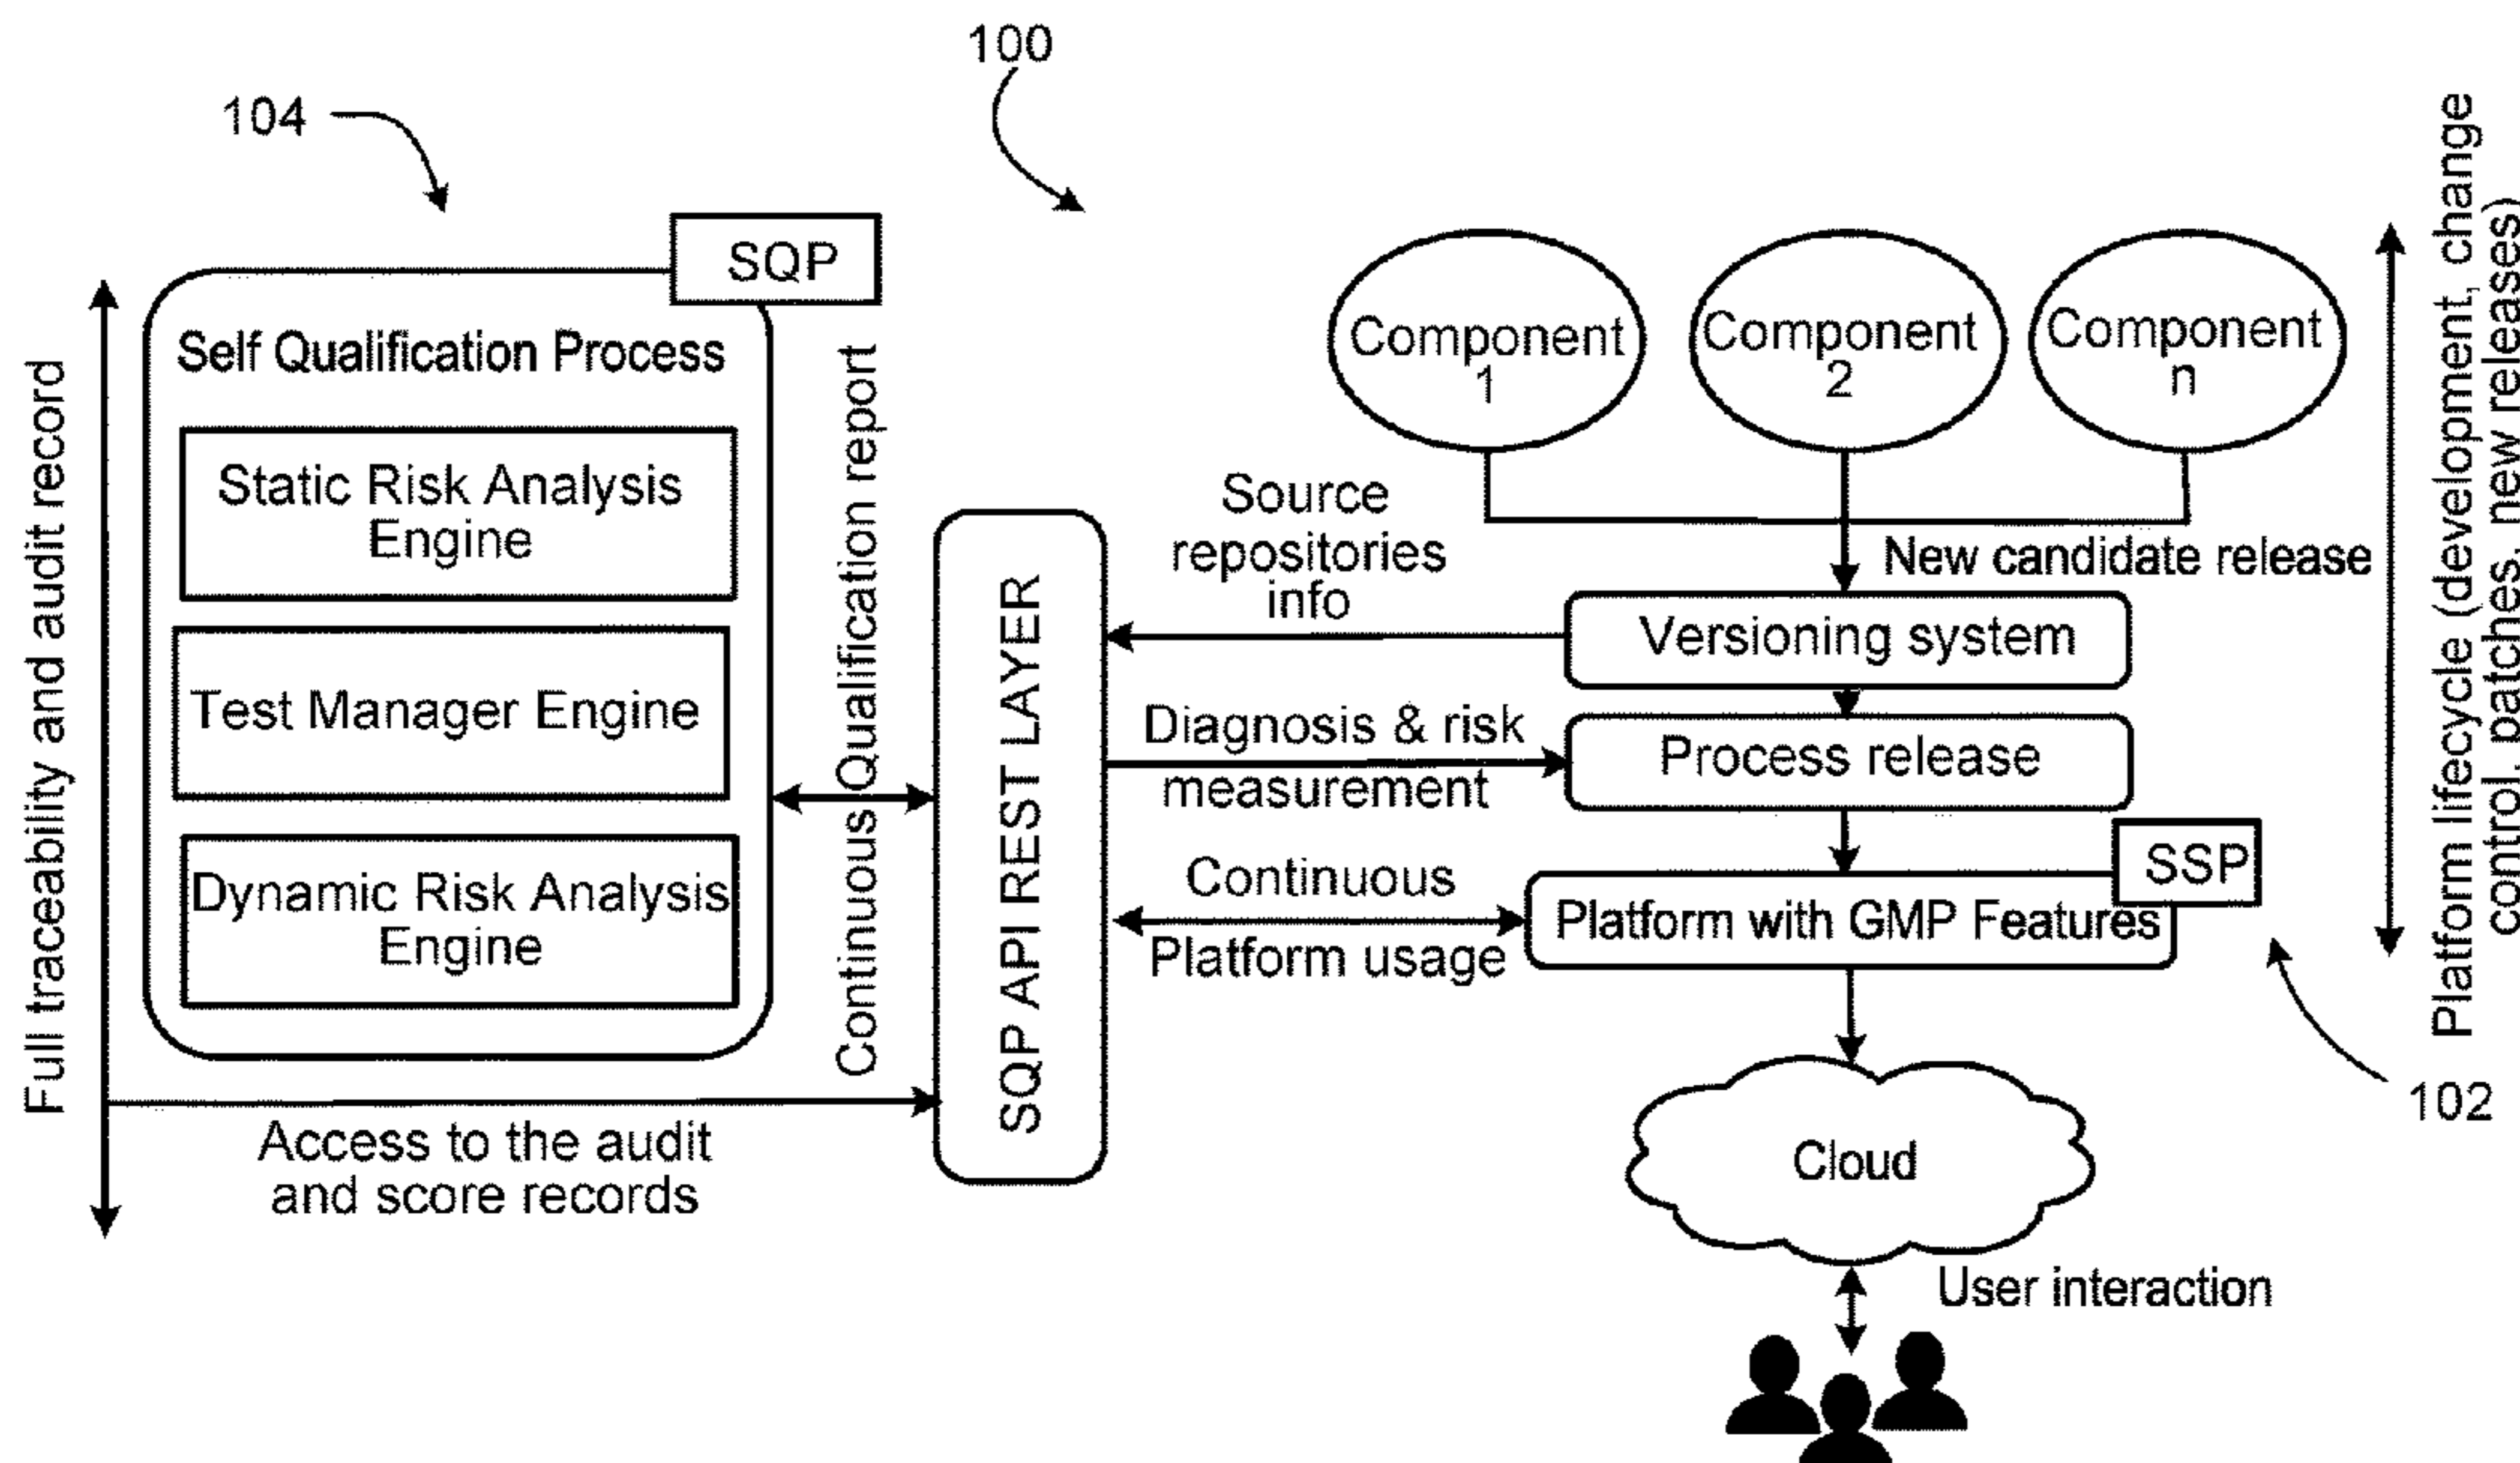 100
104
SQP
Self Qualification Process
Static Risk Analysis
Engine
Test Manager Engine
Dynamic Risk Analysis
Engine
Full traceability and audit record
Access to the audit
and score records
Continuous Qualification report
SQP API REST LAYER
Component
1
Component
2
Component
n
New candidate release
Source
repositories
info
Versioning system
Diagnosis & risk
measurement
Process release
Continuous
Platform usage
SSP
Platform with GMP Features
Platform lifecycle (development, change
control, patches, new releases)
102
Cloud
User interaction